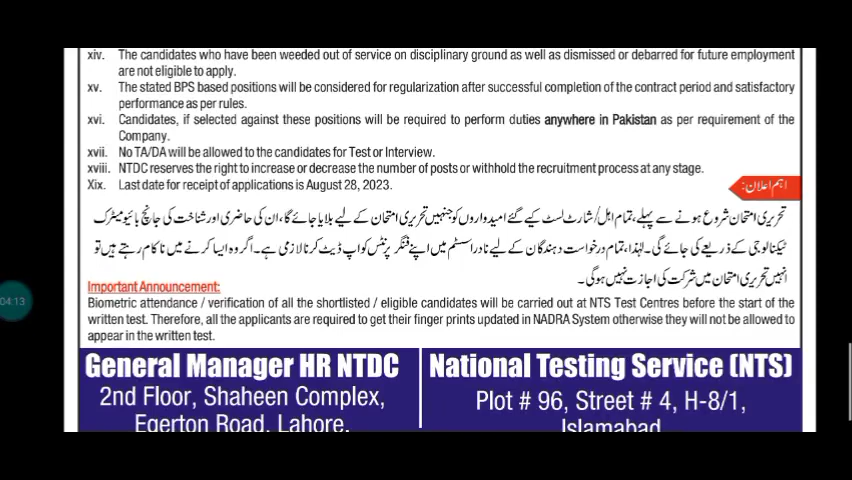 xiv. The candidates who have been weeded out of service on disciplinary ground as well as dismissed or debarred for future employment
are not eligible to apply.
xv. The stated BPS based positions will be considered for regularization after successful completion of the contract period and satisfactory
performance as per rules.
xvi. Candidates, if selected against these positions will be required to perform duties anywhere in Pakistan as per requirement of the
Company.
xvii. No TA/DA will be allowed to the candidates for Test or Interview.
xviii. NTDC reserves the right to increase or decrease the number of posts or withhold the recruitment process at any stage.
Xix. Last date for receipt of applications is August 28, 2023.
اہم اعلان:
تحریری امتحان شروع ہونے سے پہلے، تمام اہل/شارٹ لسٹ کیے گئے امیدواروں کو جنہیں تحریری امتحان کے لیے بلایا جائے گا، ان کی حاضری اور شناخت کی جانچ بائیو میٹرک
ٹیکنالوجی کے ذریعے کی جائے گی۔ لہٰذا، تمام درخواست دہندگان کے لیے نادرا سسٹم میں اپنے فنگر پرنٹس کو اپ ڈیٹ کرنا لازمی ہے۔ اگر وہ ایسا کرنے میں ناکام رہتے ہیں تو
انہیں تحریری امتحان میں شرکت کی اجازت نہیں ہوگی۔
Important Announcement:
Biometric attendance / verification of all the shortlisted / eligible candidates will be carried out at NTS Test Centres before the start of the
written test. Therefore, all the applicants are required to get their finger prints updated in NADRA System otherwise they will not be allowed to
appear in the written test.
General Manager HR NTDC
2nd Floor, Shaheen Complex,
Egerton Road, Lahore.
National Testing Service (NTS)
Plot # 96, Street # 4, H-8/1,
Islamabad
04:13